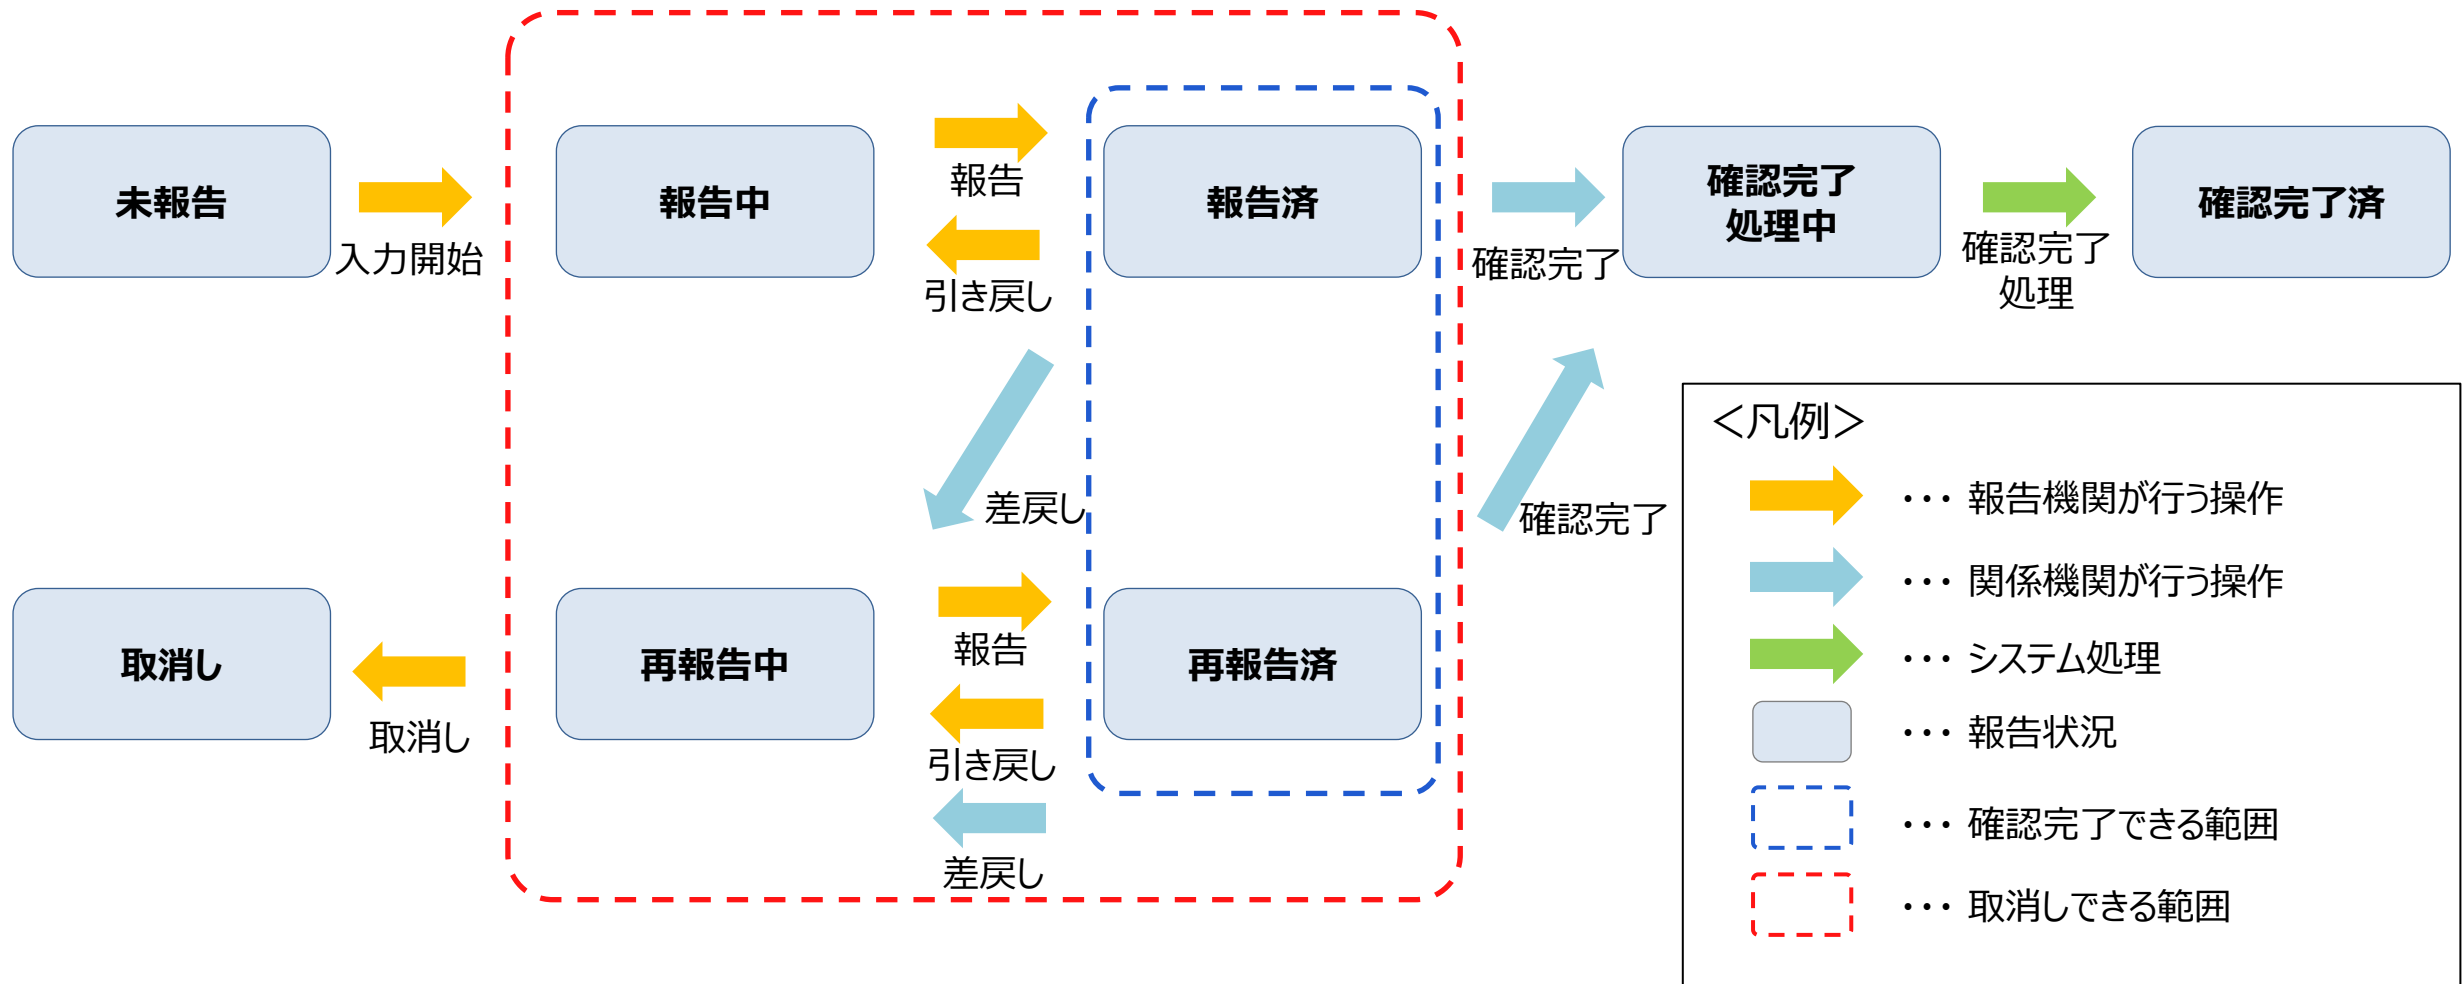 未報告
入力開始
報告中
報告
引き戻し
報告済
確認完了
確認完了
処理中
確認完了
処理
確認完了済
差戻し
確認完了
取消し
取消し
再報告中
報告
引き戻し
差戻し
再報告済
＜凡例＞
・・・ 報告機関が行う操作
・・・ 関係機関が行う操作
・・・ システム処理
・・・ 報告状況
・・・ 確認完了できる範囲
・・・ 取消しできる範囲